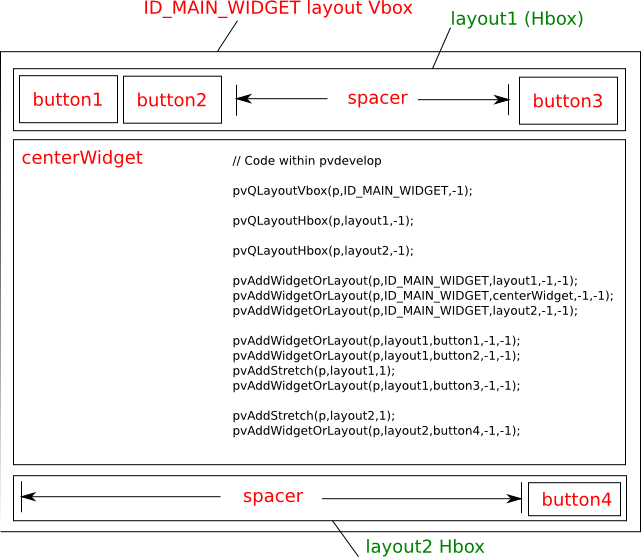 ID_MAIN_WIDGET layout Vbox
layout1 (Hbox)
button1 button2 spacer button3
centerWidget
// Code within pvdevelop
pvQLayoutVbox(p,ID_MAIN_WIDGET,-1);
pvQLayoutHbox(p,layout1,-1);
pvQLayoutHbox(p,layout2,-1);
pvAddWidgetOrLayout(p,ID_MAIN_WIDGET,layout1,-1,-1);
pvAddWidgetOrLayout(p,ID_MAIN_WIDGET,centerWidget,-1,-1);
pvAddWidgetOrLayout(p,ID_MAIN_WIDGET,layout2,-1,-1);
pvAddWidgetOrLayout(p,layout1,button1,-1,-1);
pvAddWidgetOrLayout(p,layout1,button2,-1,-1);
pvAddStretch(p,layout1,1);
pvAddWidgetOrLayout(p,layout1,button3,-1,-1);
pvAddStretch(p,layout2,1);
pvAddWidgetOrLayout(p,layout2,button4,-1,-1);
spacer button4
layout2 Hbox